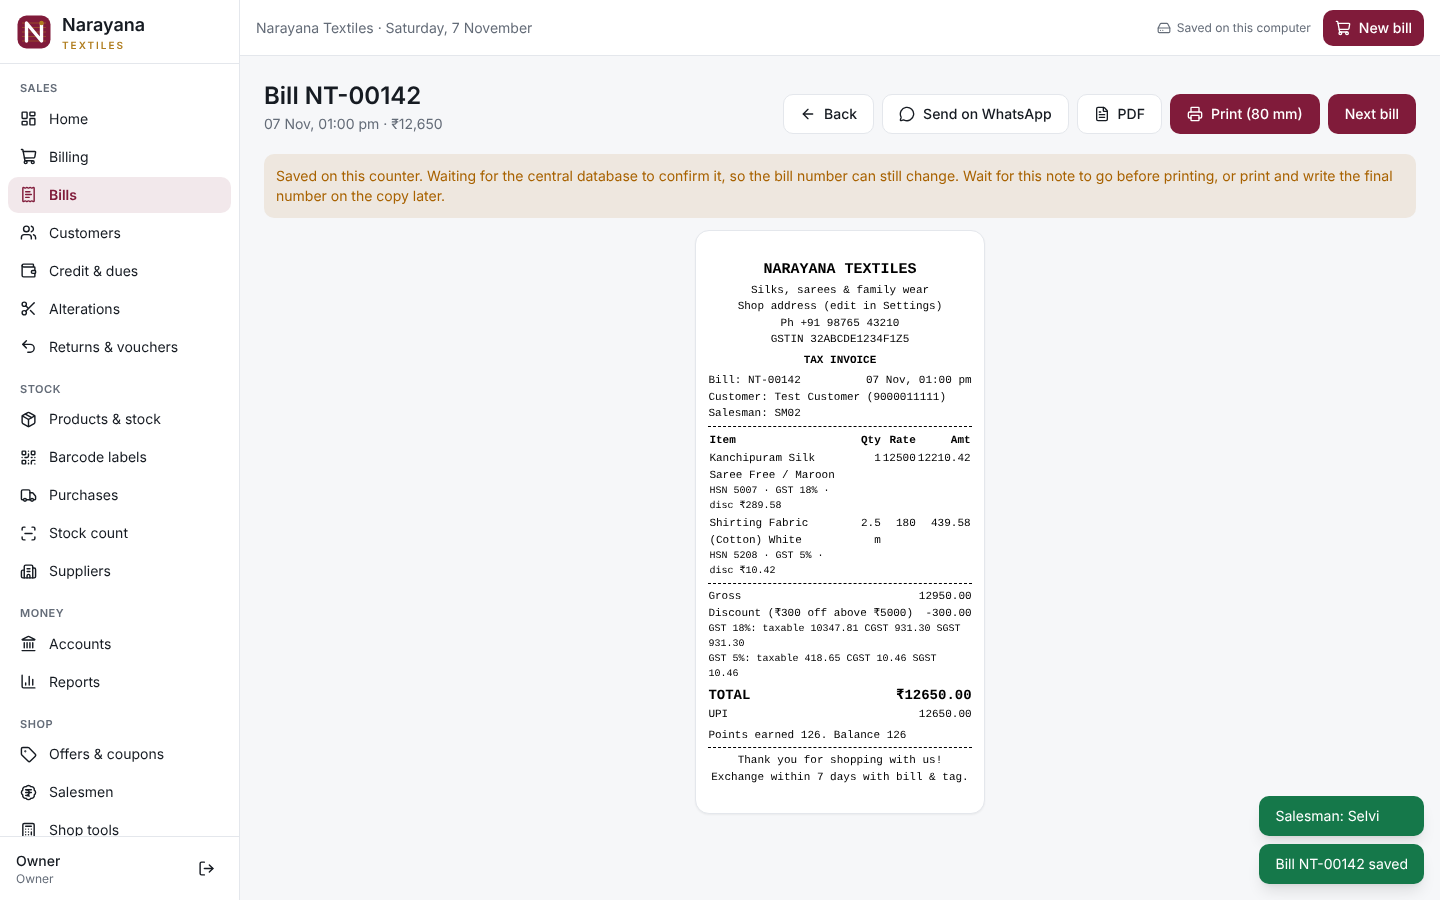 Narayana
TEXTILES
SALES
Home
Billing
Bills
Customers
Credit & dues
Alterations
Returns & vouchers
STOCK
Products & stock
Barcode labels
Purchases
Stock count
Suppliers
MONEY
Accounts
Reports
SHOP
Offers & coupons
Salesmen
Shop tools
Owner
Owner
Narayana Textiles · Saturday, 7 November
Saved on this computer
New bill
Bill NT-00142
07 Nov, 01:00 pm · ₹12,650
Back
Send on WhatsApp
PDF
Print (80 mm)
Next bill
Saved on this counter. Waiting for the central database to confirm it, so the bill number can still change. Wait for this note to go before printing, or print and write the final
number on the copy later.
NARAYANA TEXTILES
Silks, sarees & family wear
Shop address (edit in Settings)
Ph +91 98765 43210
GSTIN 32ABCDE1234F1Z5
TAX INVOICE
Bill: NT-00142 07 Nov, 01:00 pm
Customer: Test Customer (9000011111)
Salesman: SM02
Item Qty Rate Amt
Kanchipuram Silk 1 12500 12210.42
Saree Free / Maroon
HSN 5007 · GST 18% ·
disc ₹289.58
Shirting Fabric 2.5 180 439.58
(Cotton) White m
HSN 5208 · GST 5% ·
disc ₹10.42
Gross 12950.00
Discount (₹300 off above ₹5000) -300.00
GST 18%: taxable 10347.81 CGST 931.30 SGST
931.30
GST 5%: taxable 418.65 CGST 10.46 SGST
10.46
TOTAL ₹12650.00
UPI 12650.00
Points earned 126. Balance 126
Thank you for shopping with us!
Exchange within 7 days with bill & tag.
Salesman: Selvi
Bill NT-00142 saved